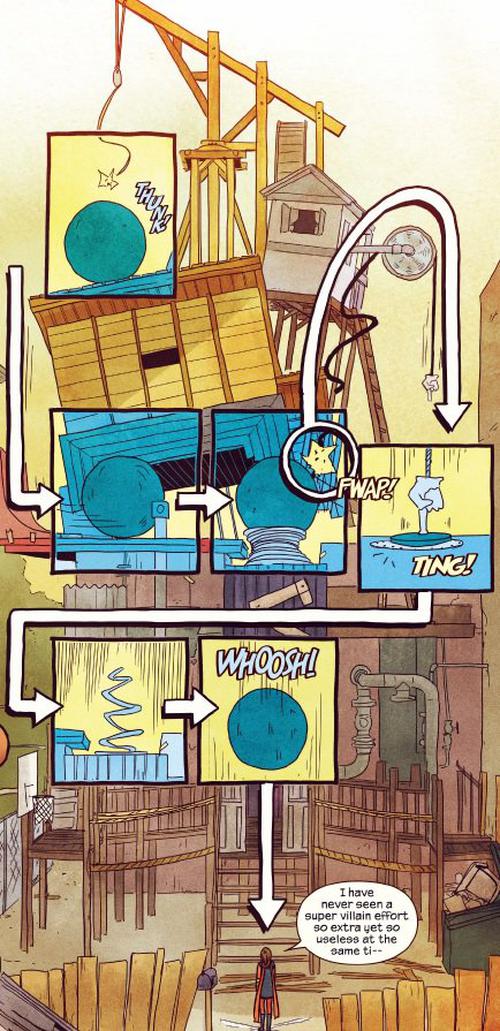 THUNK!
FWAP!
TING!
WHOOSH!
I have
never seen a
super villain effort
so extra yet so
useless at the
same ti--